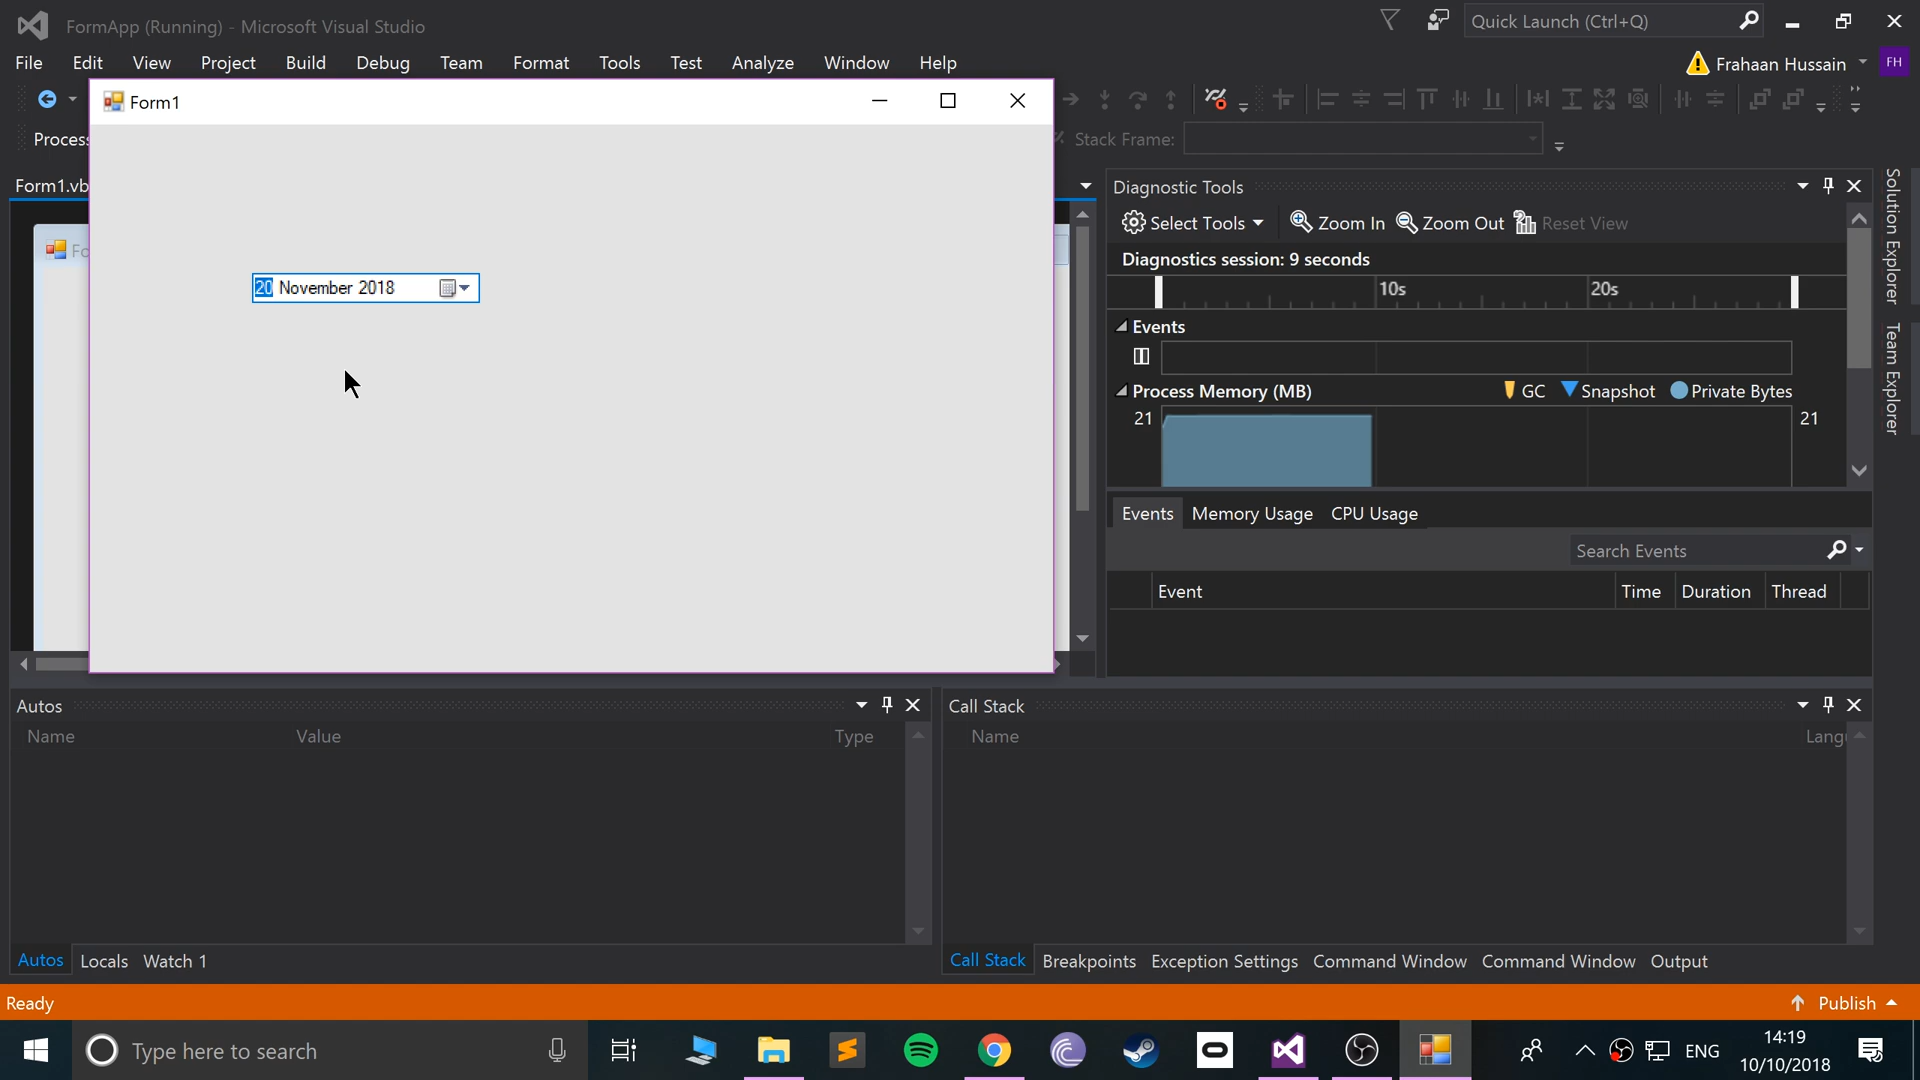 FormApp (Running) - Microsoft Visual Studio
Quick Launch (Ctrl+Q)
File Edit View Project Build Debug Team Format Tools Test Analyze Window Help
Frahaan Hussain
FH
Form1
Process
Stack Frame:
Form1.vb
Fo
20 November 2018
Diagnostic Tools
Select Tools
Zoom In
Zoom Out
Reset View
Diagnostics session: 9 seconds
10s 20s
Events
Process Memory (MB)
GC Snapshot Private Bytes
21 21
Events Memory Usage CPU Usage
Search Events
Event Time Duration Thread
Solution Explorer
Team Explorer
Autos
Name Value Type
Autos Locals Watch 1
Call Stack
Name Langu
Call Stack Breakpoints Exception Settings Command Window Command Window Output
Ready
Publish
Type here to search
ENG
14:19
10/10/2018